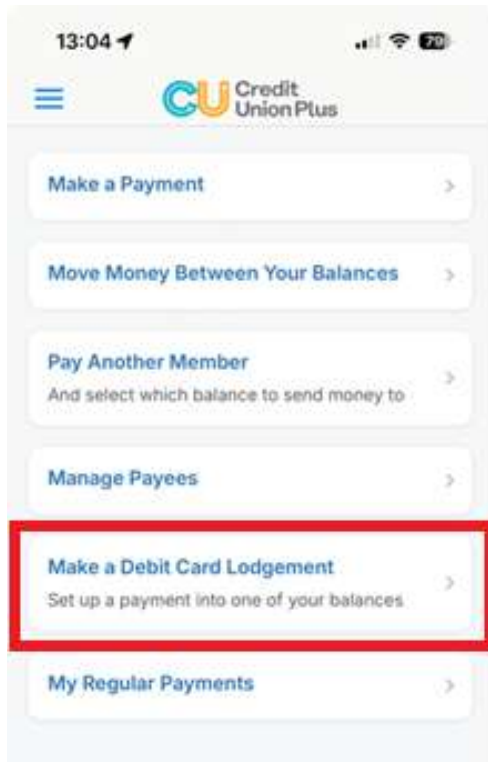 13:04
79
CU Credit
Union Plus
Make a Payment
Move Money Between Your Balances
Pay Another Member
And select which balance to send money to
Manage Payees
Make a Debit Card Lodgement
Set up a payment into one of your balances
My Regular Payments